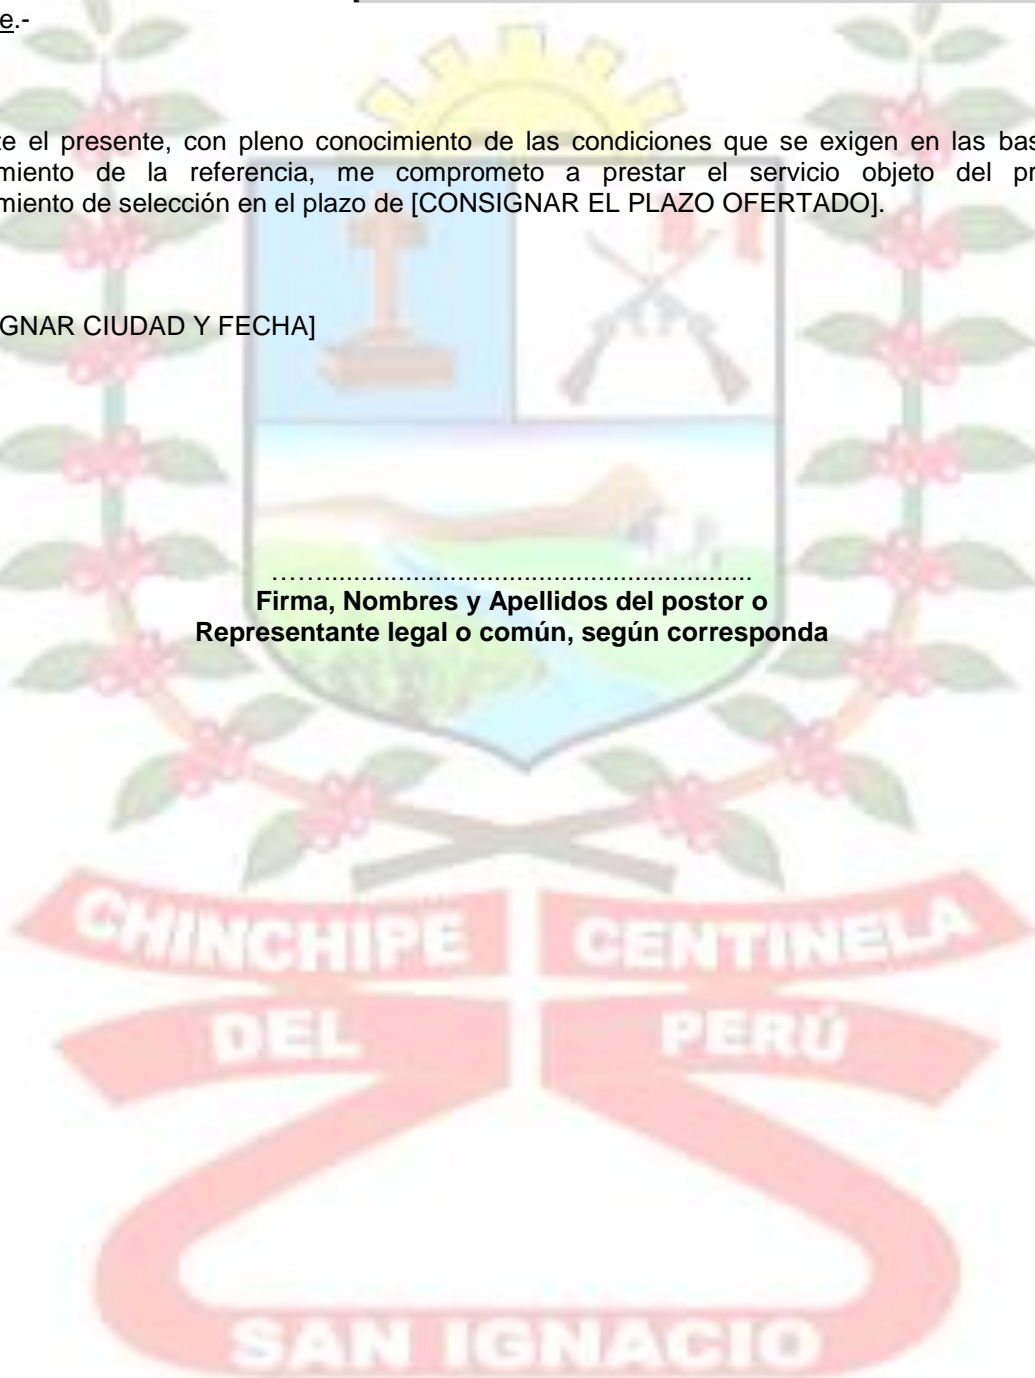 e.-
te el presente, con pleno conocimiento de las condiciones que se exigen en las bas
miento de la referencia, me comprometo a prestar el servicio objeto del pr
miento de selección en el plazo de [CONSIGNAR EL PLAZO OFERTADO].
GNAR CIUDAD Y FECHA]
…….........................................................
Firma, Nombres y Apellidos del postor o
Representante legal o común, según corresponda
CHINCHIPE CENTINELA
DEL PERÚ
SAN IGNACIO